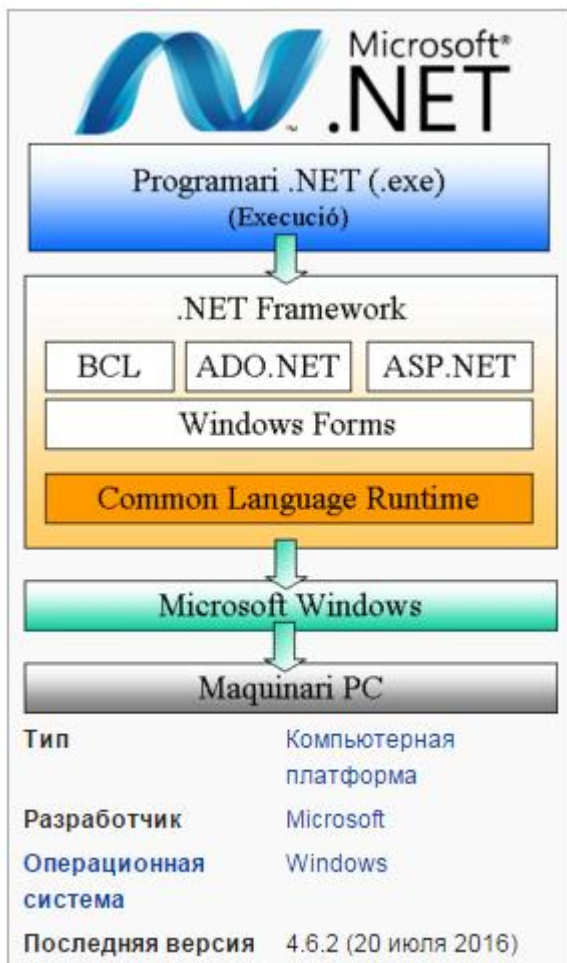 Microsoft®
.NET™
Programari .NET (.exe)
(Execució)
.NET Framework
BCL ADO.NET ASP.NET
Windows Forms
Common Language Runtime
Microsoft Windows
Maquinari PC
Тип Компьютерная
платформа
Разработчик Microsoft
Операционная Windows
система
Последняя версия 4.6.2 (20 июля 2016)